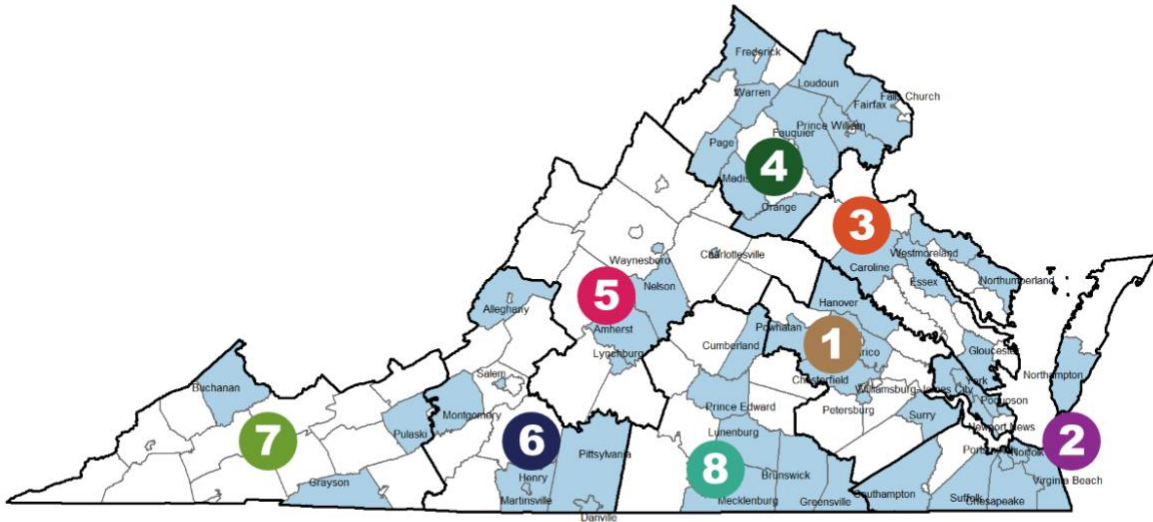 Frederick
Loudoun
Falls Church
Warren
Fairfax
Prince William
Fauquier
Page
4
Madis
Orange
3
Westmoreland
Charlottesville
Waynesboro
Caroline
Northumberland
Essex
Nelson
5
Hanover
Alleghany
Amherst
Powhatan
1
rico
Cumberland
Gloucester
Lynchburg
Salem
Chesterfield
Northampton
Buchanan
Williamsburg
James City
York
Poquoson
Montgomery
Prince Edward
Petersburg
Surry
Newport News
Pulaski
7
6
Lunenburg
2
Pittsylvania
Norfolk
8
Henry
Brunswick
Virginia Beach
Grayson
Martinsville
Mecklenburg
Greensville
Southampton
Suffolk
Chesapeake
Danville